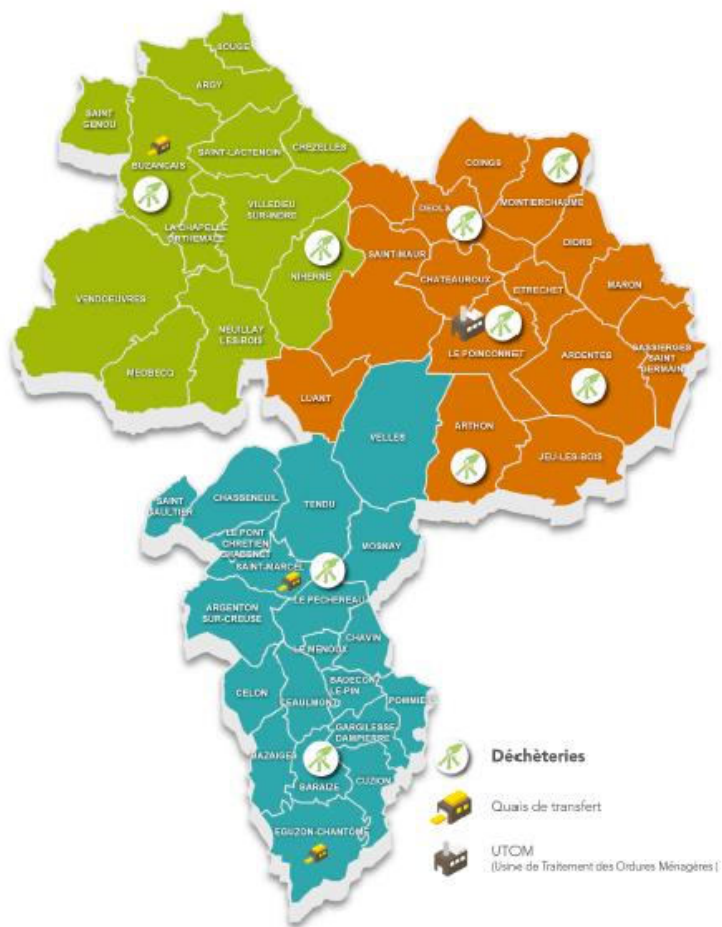 SOUGE
ARGY
SAINT
GENOU
BUZANCAIS
SAINT-LACTENCIN
CHEZELLES
LA CHAPELLE
ORTHEMALE
VILLEDIEU
SUR-INDRE
NIHERNE
VENDOEUVRES
NEUILLAY
LES-BOIS
MEOBECQ
COINGS
MONTIERCHAUME
DEOLS
DIORS
SAINT-MAUR
CHATEAUROUX
ETRECHET
MARON
LE POINCONNET
ARDENTES
SASSIERGES
SAINT
GERMAIN
LUANT
ARTHON
JEU-LES-BOIS
VELLES
SAINT
GAULTIER
CHASSENEUIL
TENDU
LE PONT
CHRÉTIEN
CHABENET
MOSNAY
SAINT-MARCEL
LE PECHEREAU
ARGENTON
SUR-CREUSE
LE MENOUX
CHAVIN
BADECON
LE-PIN
CELON
CEAULMONT
POMMIERS
GARGILESSE
DAMPIERRE
BAZAIGES
CUZION
BARAIZE
EGUZON-CHANTOME
Déchèteries
Quais de transfert
UTOM
(Usine de Traitement des Ordures Ménagères (